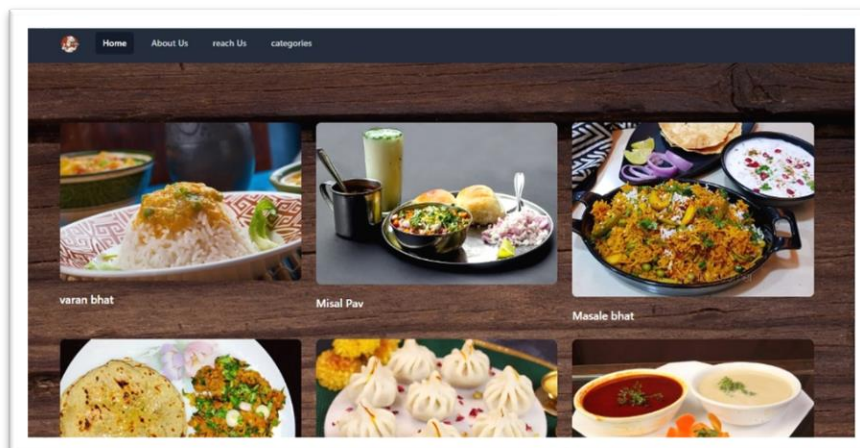 Home About Us reach Us categories
varan bhat
Misal Pav
Masale bhat